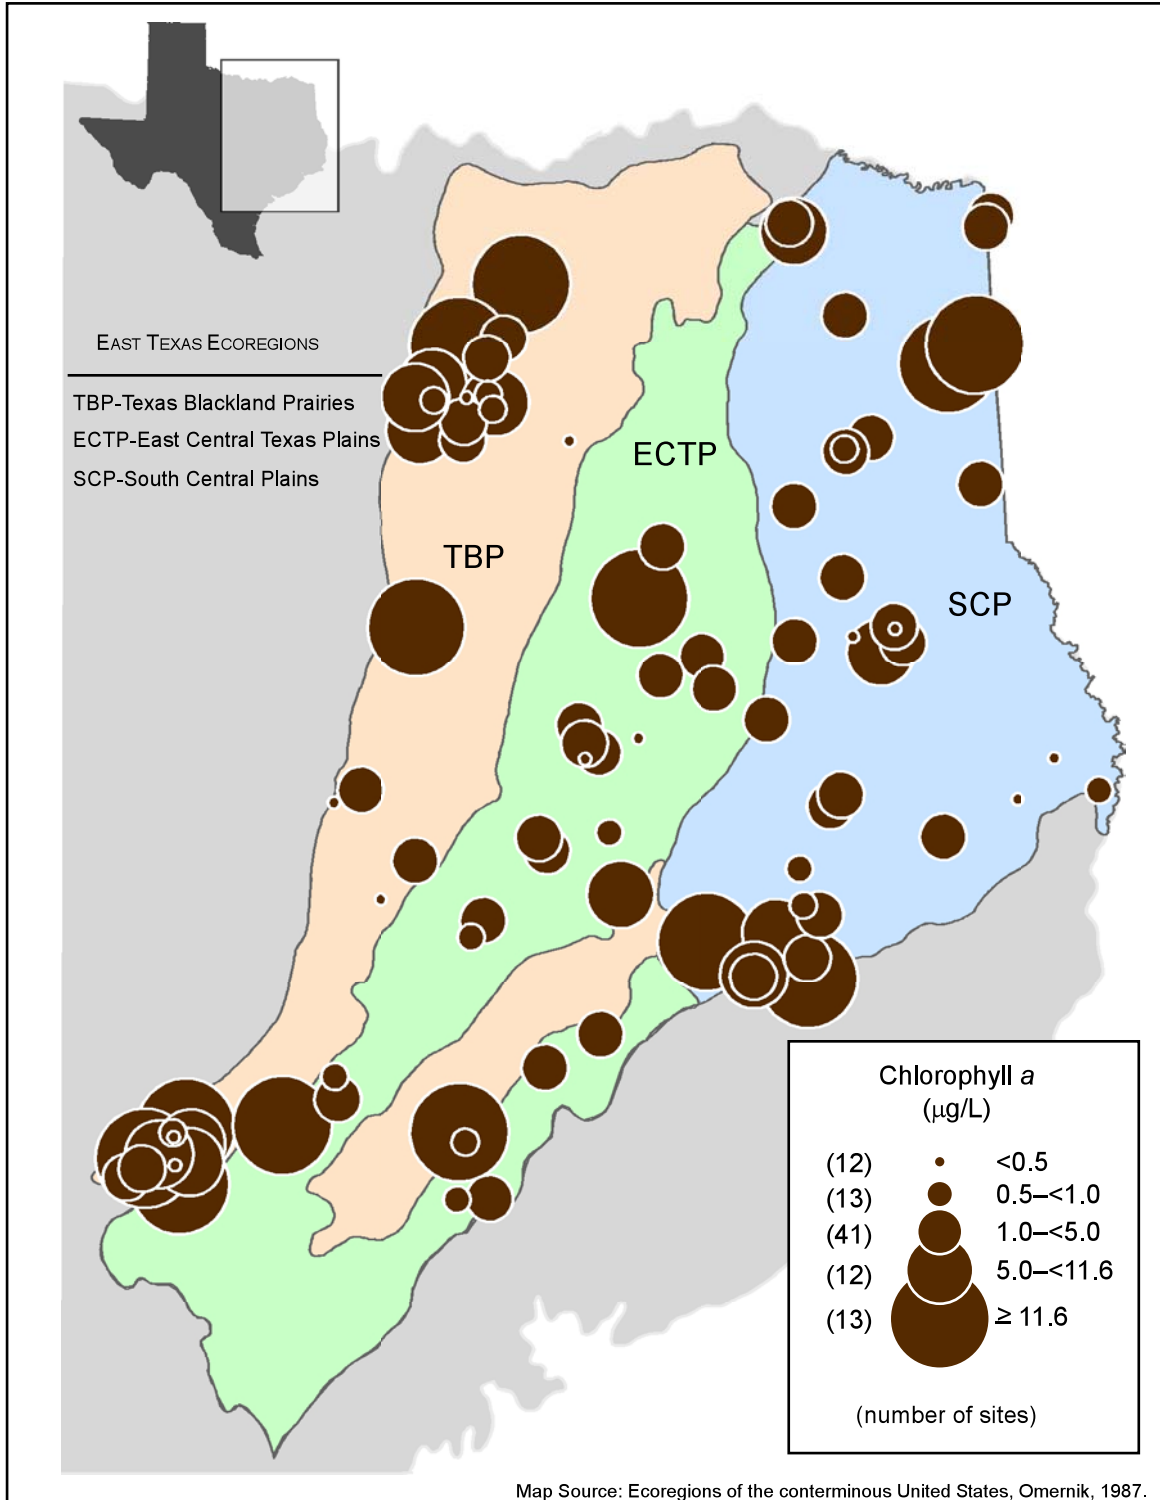 EAST TEXAS ECOREGIONS
TBP-Texas Blackland Prairies
ECTP-East Central Texas Plains
SCP-South Central Plains
ECTP
TBP
SCP
Chlorophyll a
(µg/L)
(12) <0.5
(13) 0.5–<1.0
(41) 1.0–<5.0
(12) 5.0–<11.6
(13) ≥ 11.6
(number of sites)
Map Source: Ecoregions of the conterminous United States, Omernik, 1987.